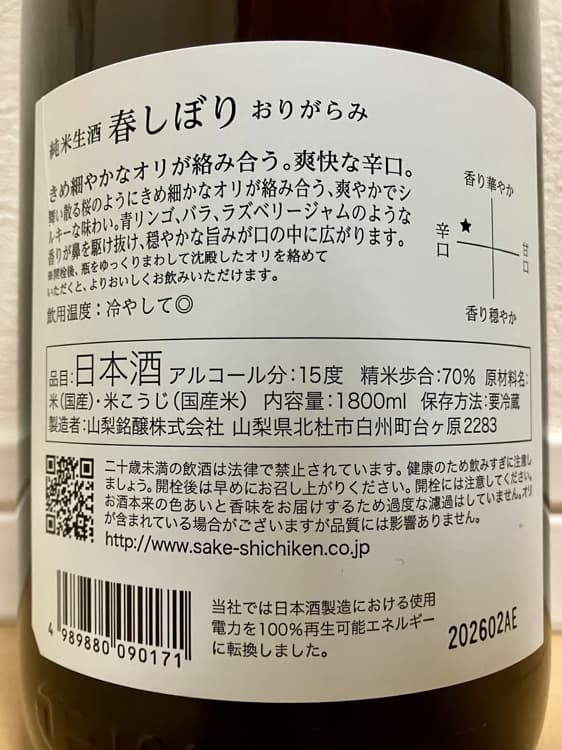 純米生酒 春しぼり おりがらみ
きめ細やかなオリが絡み合う。爽快な辛口。
舞い散る桜のようにきめ細かなオリが絡み合う、爽やかでシ
ルキーな味わい。青リンゴ、バラ、ラズベリージャムのような
香りが鼻を駆け抜け、穏やかな旨みが口の中に広がります。
※開栓後、瓶をゆっくりまわして沈殿したオリを絡めて
いただくと、よりおいしくお飲みいただけます。
飲用温度：冷やして◎
香り華やか
辛口
★
甘口
香り穏やか
品目：日本酒 アルコール分：15度 精米歩合：70% 原材料名：
米（国産）・米こうじ（国産米） 内容量：1800ml 保存方法：要冷蔵
製造者：山梨銘醸株式会社 山梨県北杜市白州町台ヶ原2283
二十歳未満の飲酒は法律で禁止されています。健康のため飲みすぎに注意し
ましょう。開栓後は早めにお召し上がりください。開栓には注意してください。
お酒本来の色あいと香味をお届けするため過度な濾過はしていません。オリ
が含まれている場合がございますが品質には影響ありません。
http://www.sake-shichiken.co.jp
4 989880 090171
当社では日本酒製造における使用
電力を100%再生可能エネルギー
に転換しました。
202602AE